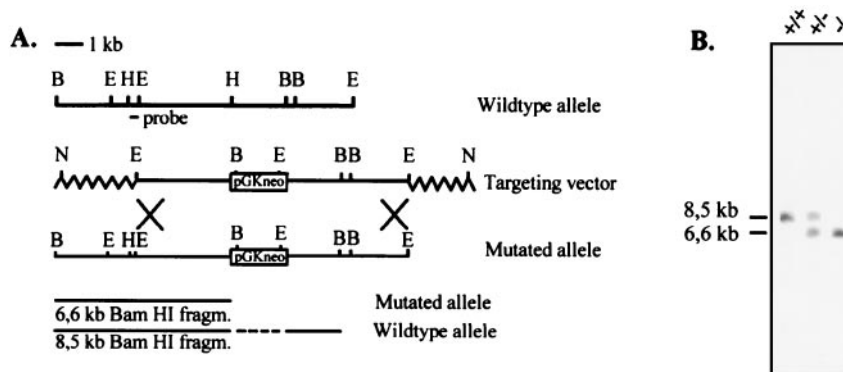 A.
1 kb
B E H E H B B E
Wildtype allele
probe
N E B E B B E N
pGKneo
Targeting vector
B E H E B E B B E
pGKneo
Mutated allele
Mutated allele
6,6 kb Bam HI fragm.
Wildtype allele
8,5 kb Bam HI fragm.
B.
+/+ +/-
8,5 kb
6,6 kb